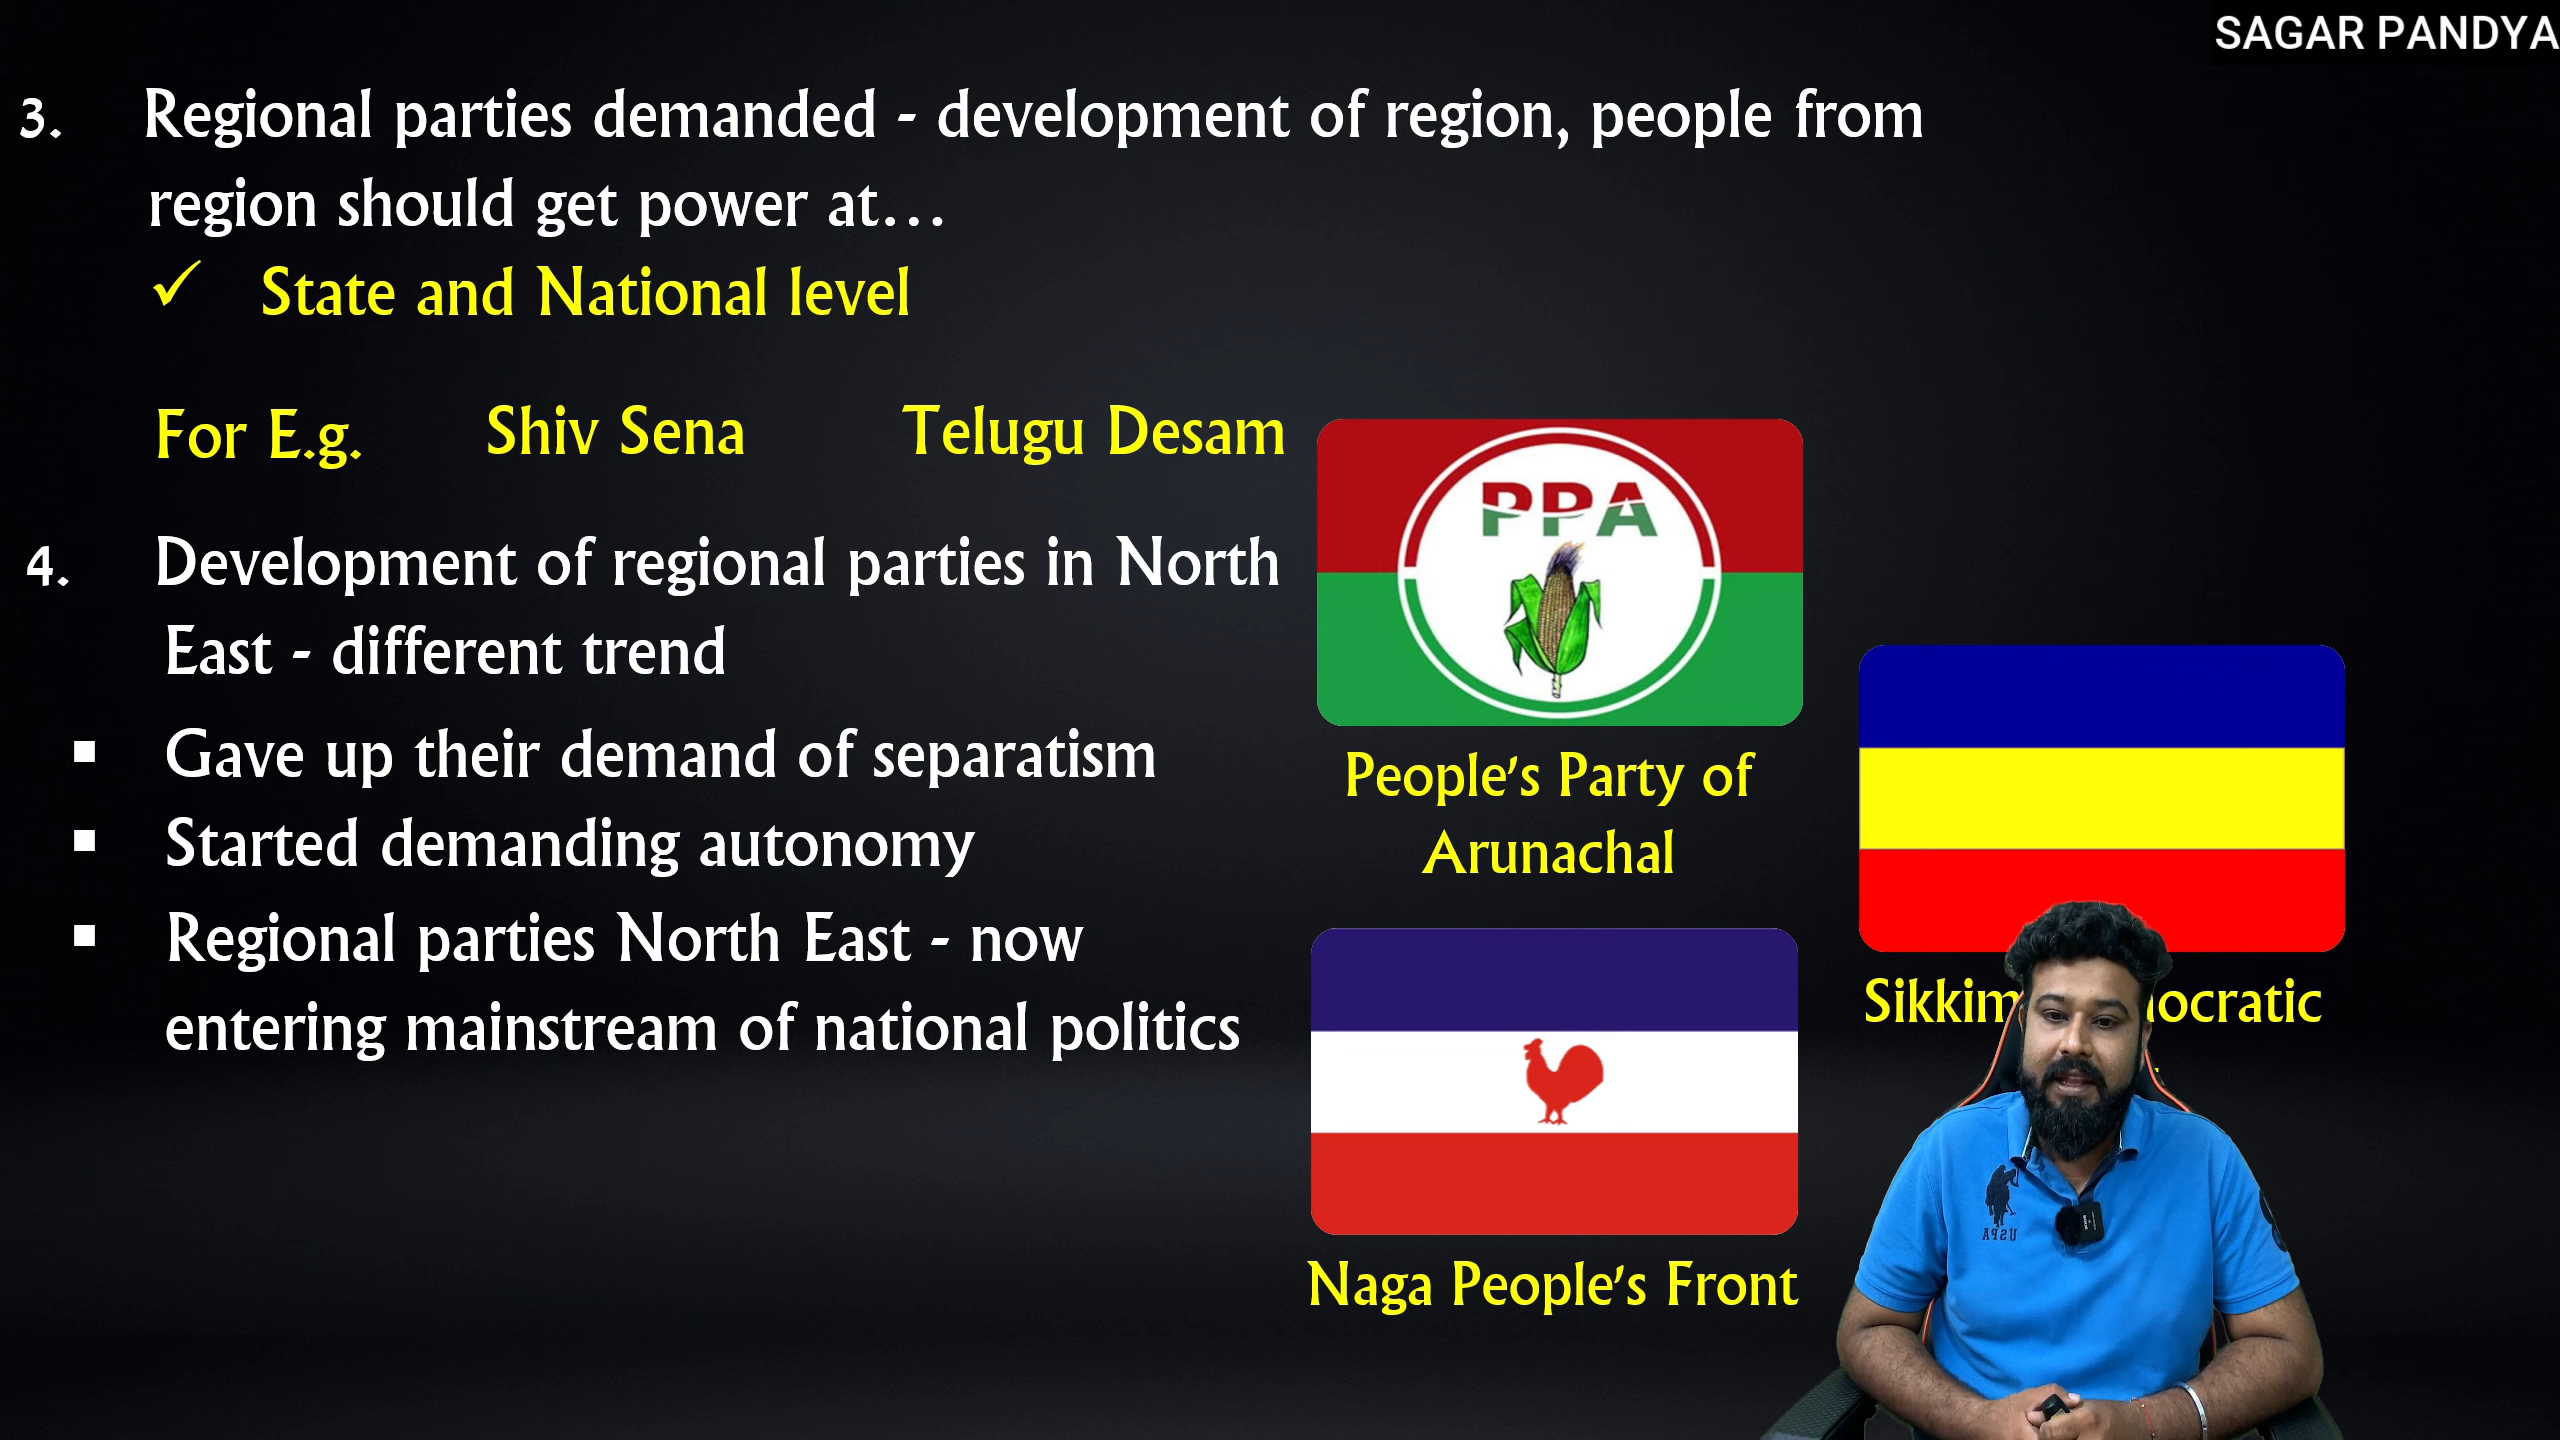 SAGAR PANDYA
3. Regional parties demanded - development of region, people from
region should get power at...
✓ State and National level
For E.g. Shiv Sena Telugu Desam
4. Development of regional parties in North
East - different trend
▪ Gave up their demand of separatism
▪ Started demanding autonomy
▪ Regional parties North East - now
entering mainstream of national politics
PPA
People's Party of
Arunachal
Sikkim
Naga People's Front
USPA